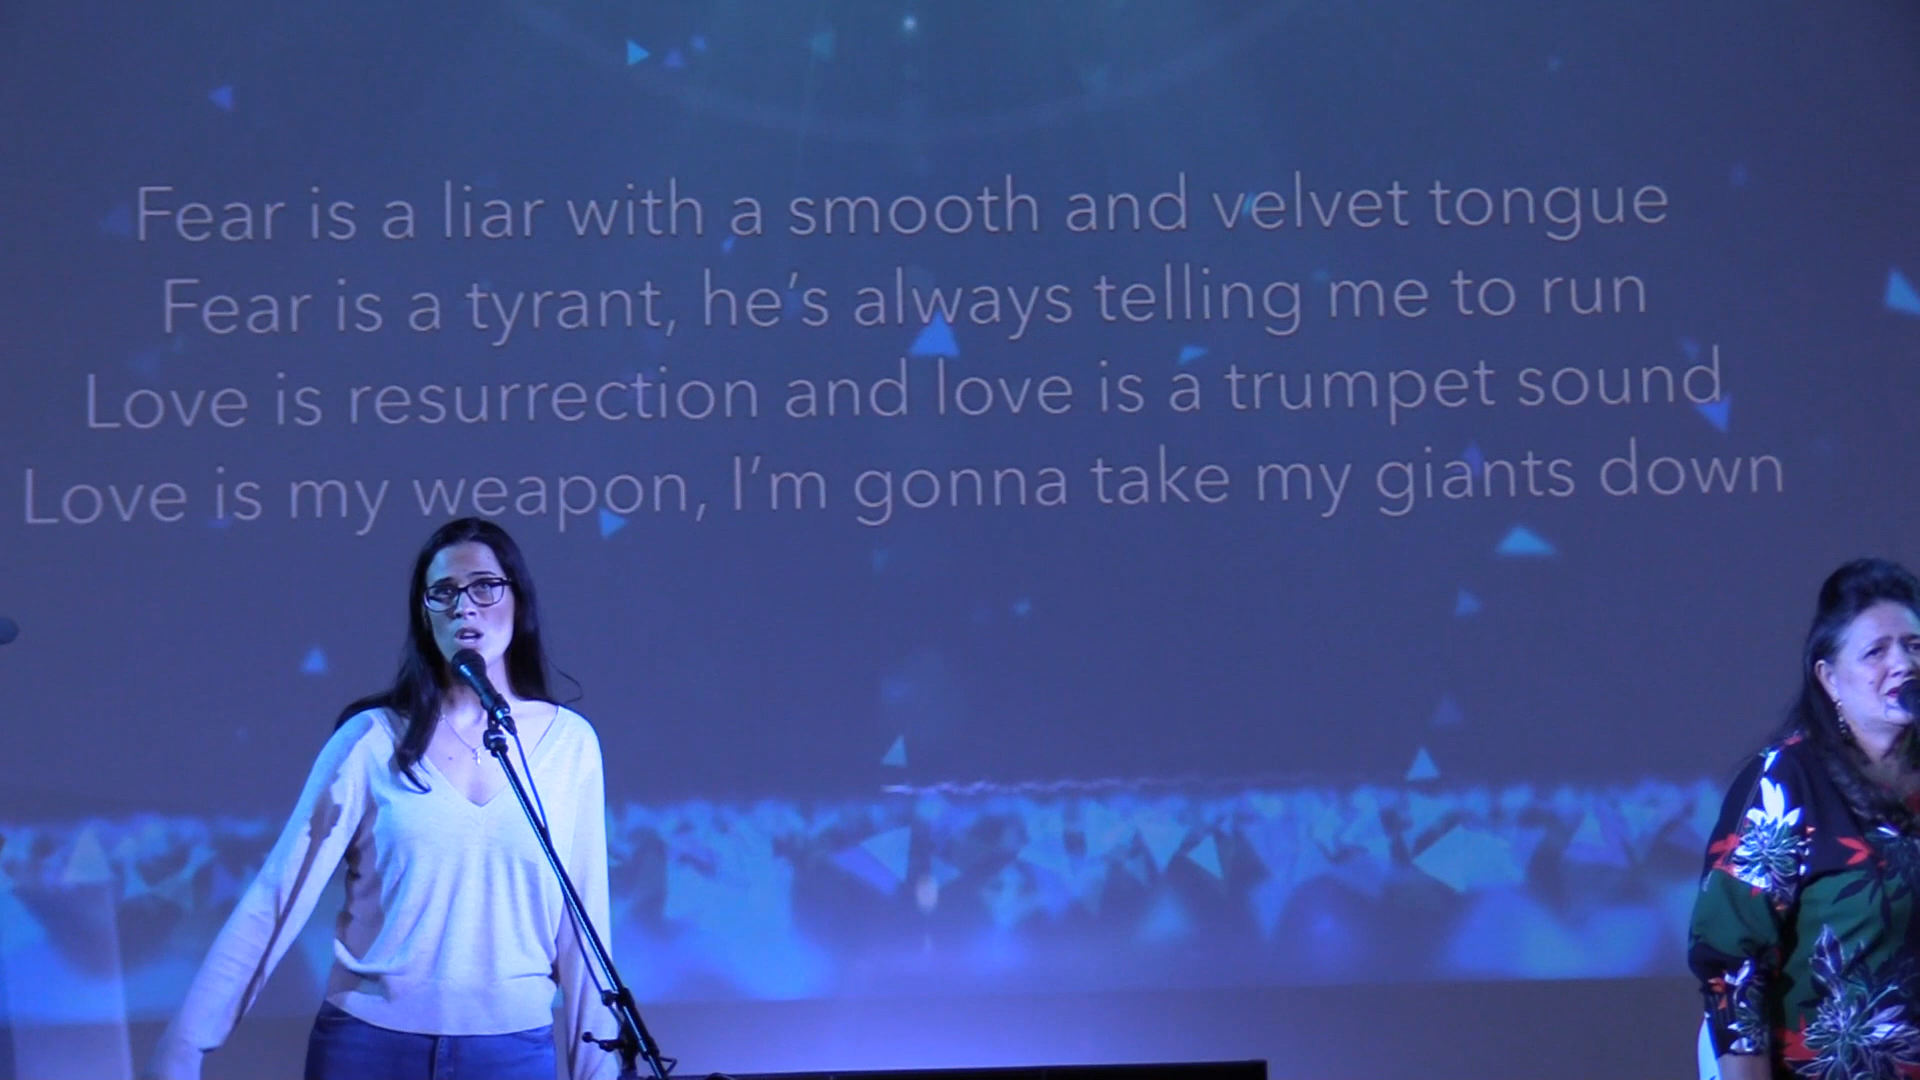 Fear is a liar with a smooth and velvet tongue
Fear is a tyrant, he's always telling me to run
Love is resurrection and love is a trumpet sound
Love is my weapon, I'm gonna take my giants down